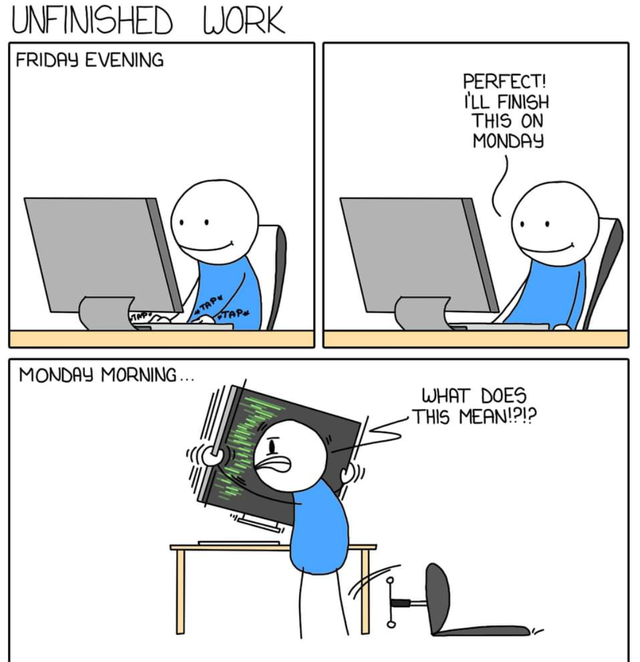 UNFINISHED WORK
FRIDAY EVENING
*TAP*
*TAP*
*TAP*
PERFECT!
I'LL FINISH
THIS ON
MONDAY
MONDAY MORNING...
WHAT DOES
THIS MEAN!?!?